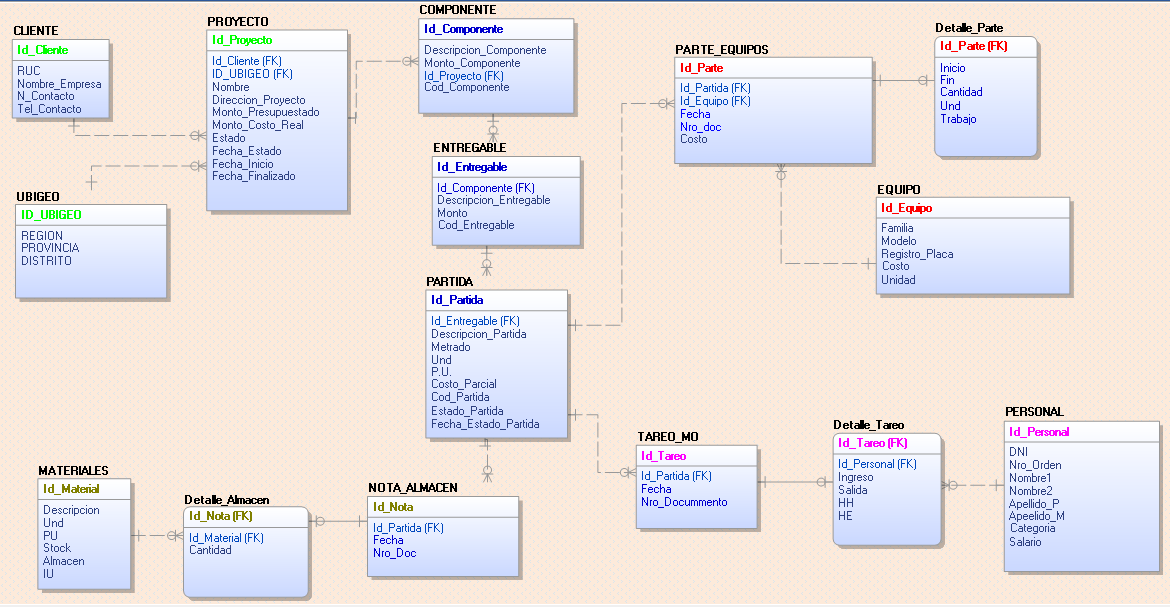 CLIENTE
Id_Cliente
RUC
Nombre_Empresa
N_Contacto
Tel_Contacto
PROYECTO
Id_Proyecto
Id_Cliente (FK)
ID_UBIGEO (FK)
Nombre
Direccion_Proyecto
Monto_Presupuestado
Monto_Costo_Real
Estado
Fecha_Estado
Fecha_Inicio
Fecha_Finalizado
COMPONENTE
Id_Componente
Descripcion_Componente
Monto_Componente
Id_Proyecto (FK)
Cod_Componente
PARTE_EQUIPOS
Id_Parte
Id_Partida (FK)
Id_Equipo (FK)
Fecha
Nro_doc
Costo
Detalle_Parte
Id_Parte (FK)
Inicio
Fin
Cantidad
Und
Trabajo
UBIGEO
ID_UBIGEO
REGION
PROVINCIA
DISTRITO
ENTREGABLE
Id_Entregable
Id_Componente (FK)
Descripcion_Entregable
Monto
Cod_Entregable
EQUIPO
Id_Equipo
Familia
Modelo
Registro_Placa
Costo
Unidad
PARTIDA
Id_Partida
Id_Entregable (FK)
Descripcion_Partida
Metrado
Und
P.U.
Costo_Parcial
Cod_Partida
Estado_Partida
Fecha_Estado_Partida
MATERIALES
Id_Material
Descripcion
Und
PU
Stock
Almacen
IU
Detalle_Almacen
Id_Nota (FK)
Id_Material (FK)
Cantidad
NOTA_ALMACEN
Id_Nota
Id_Partida (FK)
Fecha
Nro_Doc
TAREO_MO
Id_Tareo
Id_Partida (FK)
Fecha
Nro_Docummento
Detalle_Tareo
Id_Tareo (FK)
Id_Personal (FK)
Ingreso
Salida
HH
HE
PERSONAL
Id_Personal
DNI
Nro_Orden
Nombre1
Nombre2
Apellido_P
Apeelido_M
Categoria
Salario